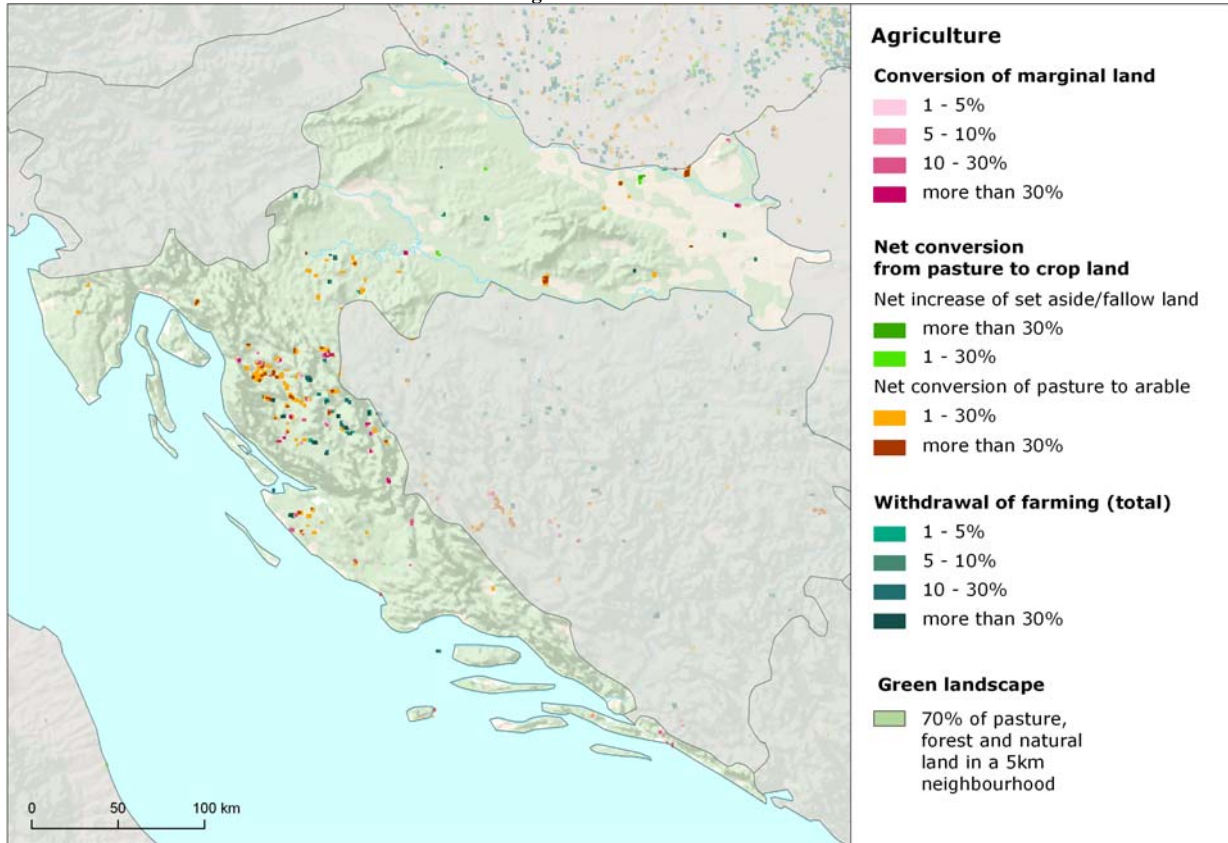 Agriculture
Conversion of marginal land
1 - 5%
5 - 10%
10 - 30%
more than 30%
Net conversion
from pasture to crop land
Net increase of set aside/fallow land
more than 30%
1 - 30%
Net conversion of pasture to arable
1 - 30%
more than 30%
Withdrawal of farming (total)
1 - 5%
5 - 10%
10 - 30%
more than 30%
Green landscape
70% of pasture,
forest and natural
land in a 5km
neighbourhood
0 50 100 km